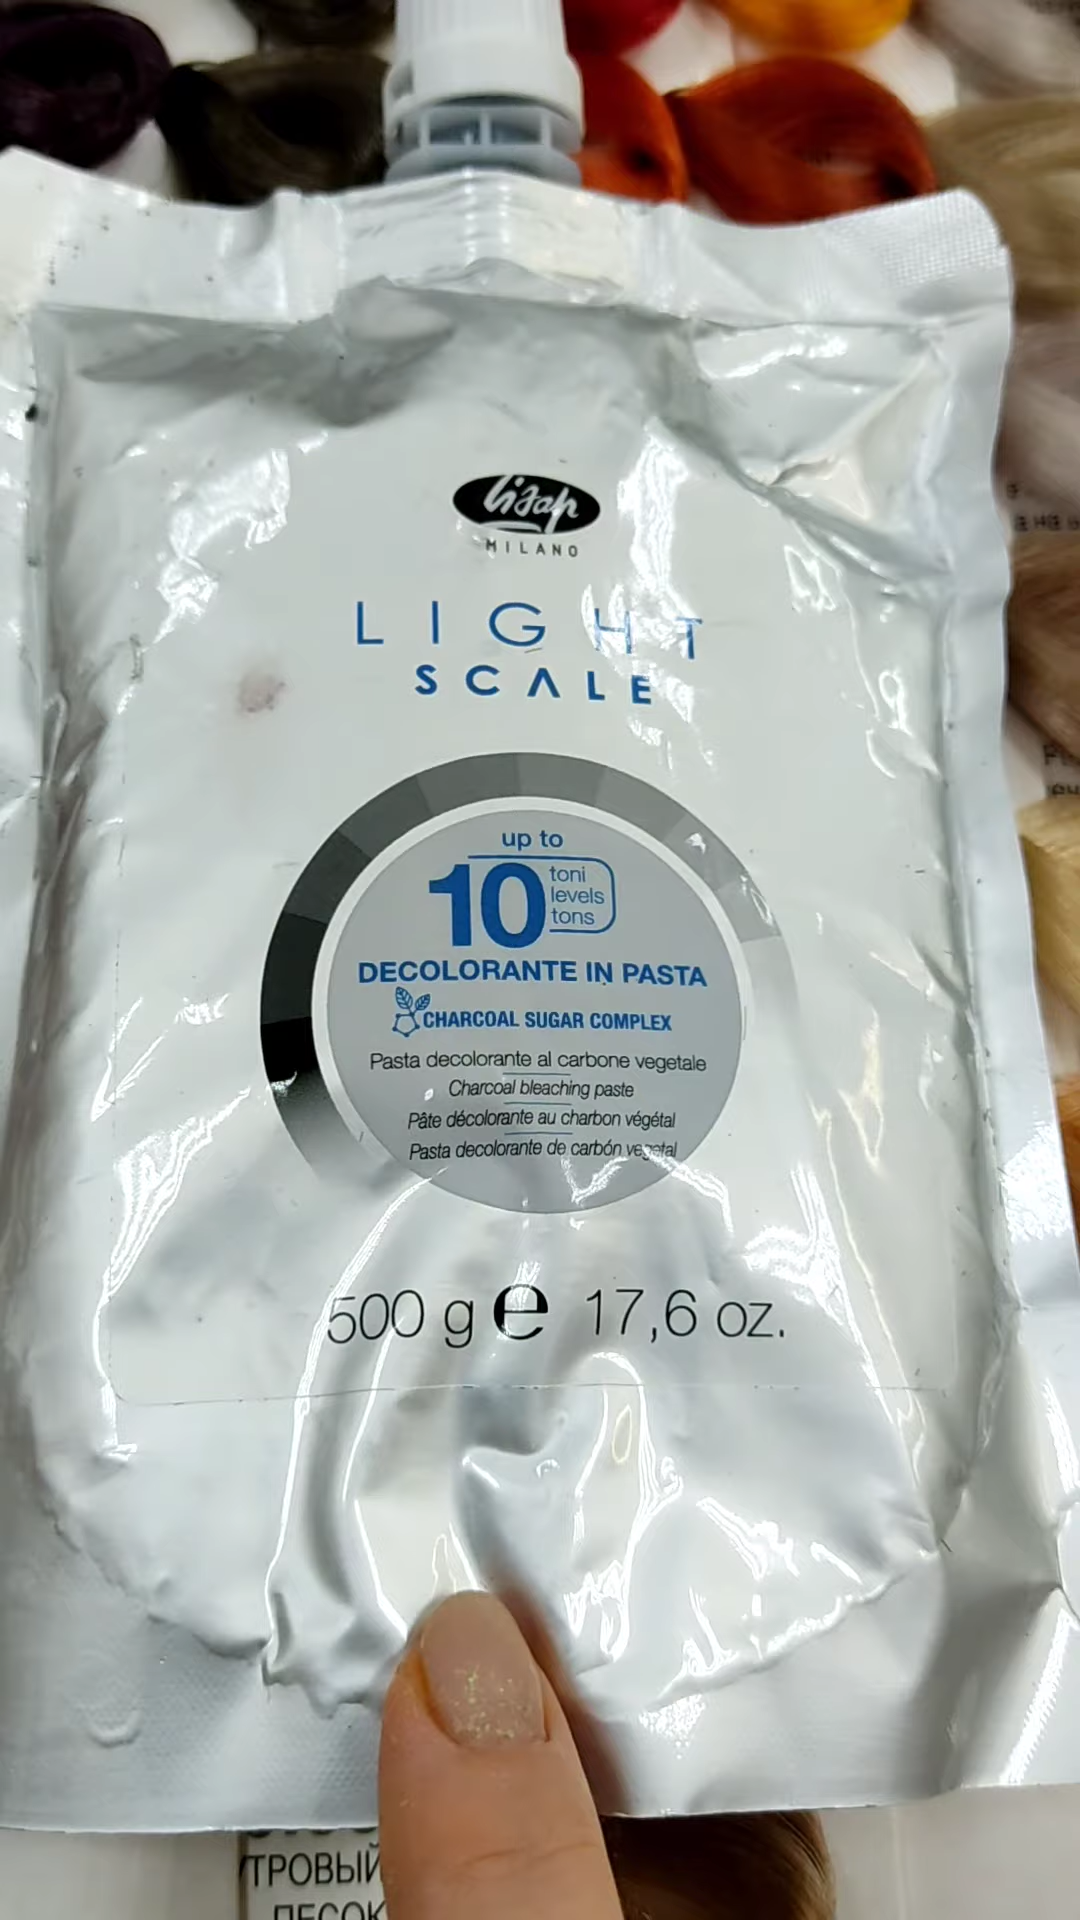 lisap
MILANO
LIGHT
SCALE
up to
10 toni
levels
tons
DECOLORANTE IN PASTA
CHARCOAL SUGAR COMPLEX
Pasta decolorante al carbone vegetale
Charcoal bleaching paste
Pâte décolorante au charbon végétal
Pasta decolorante de carbón vegetal
500 g e 17,6 oz.
ПЕСОК